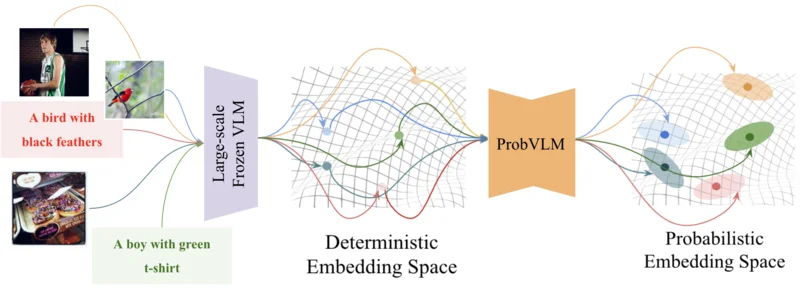 A bird with
black feathers
A boy with green
t-shirt
Large-scale
Frozen VLM
Deterministic
Embedding Space
ProbVLM
Probabilistic
Embedding Space